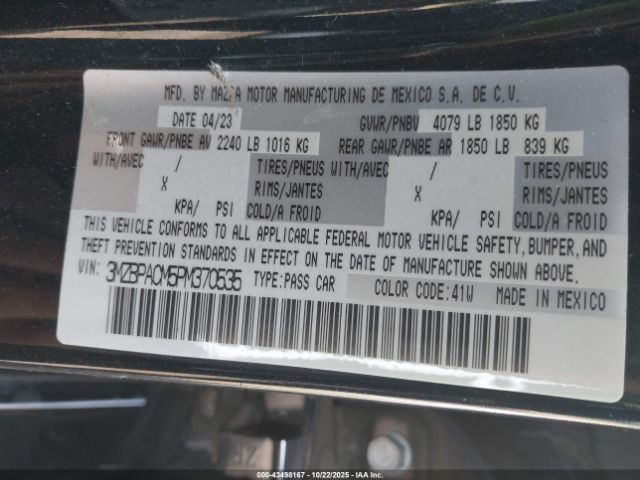 MFD. BY MAZDA MOTOR MANUFACTURING DE MEXICO S.A. DE C.V.
DATE 04/23 GVWR/PNBV 4079 LB 1850 KG
FRONT GAWR/PNBE AV 2240 LB 1016 KG REAR GAWR/PNBE AR 1850 LB 839 KG
WITH/AVEC / TIRES/PNEUS WITH/AVEC / TIRES/PNEUS
X RIMS/JANTES X RIMS/JANTES
KPA/ PSI COLD/A FROID KPA/ PSI COLD/A FROID
THIS VEHICLE CONFORMS TO ALL APPLICABLE FEDERAL MOTOR VEHICLE SAFETY, BUMPER, AND
THEFT PREVENTION STANDARDS IN EFFECT ON THE DATE OF MANUFACTURE SHOWN ABOVE.
VIN: 3MZBPACM5PM370535 TYPE:PASS CAR COLOR CODE:41W MADE IN MEXICO
000-43498167 - 10/22/2025 - COPYRIGHT IAA, LLC